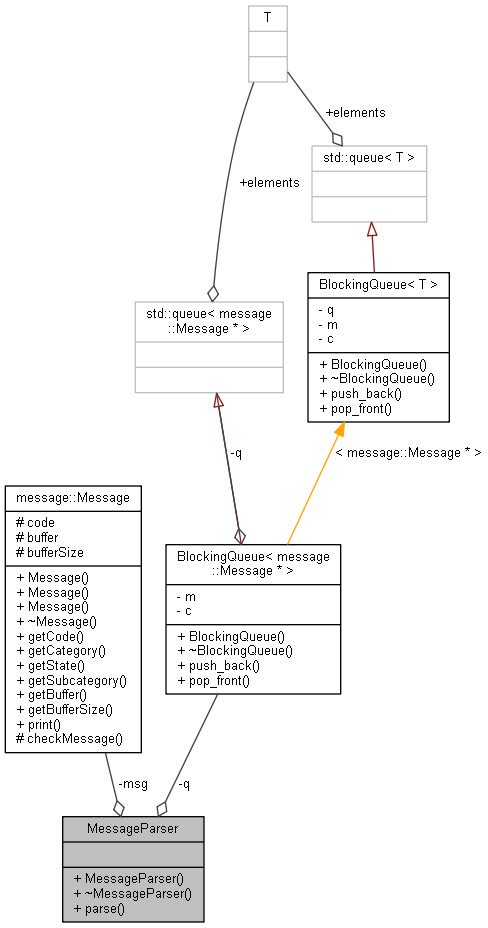 T
+elements
std::queue< T >
+elements
BlockingQueue< T >
- q
- m
- c
+ BlockingQueue()
+ ~BlockingQueue()
+ push_back()
+ pop_front()
std::queue< message
::Message * >
-q
< message::Message * >
message::Message
# code
# buffer
# bufferSize
+ Message()
+ Message()
+ Message()
+ ~Message()
+ getCode()
+ getCategory()
+ getState()
+ getSubcategory()
+ getBuffer()
+ getBufferSize()
+ print()
# checkMessage()
BlockingQueue< message
::Message * >
- m
- c
+ BlockingQueue()
+ ~BlockingQueue()
+ push_back()
+ pop_front()
-msg
-q
MessageParser
+ MessageParser()
+ ~MessageParser()
+ parse()